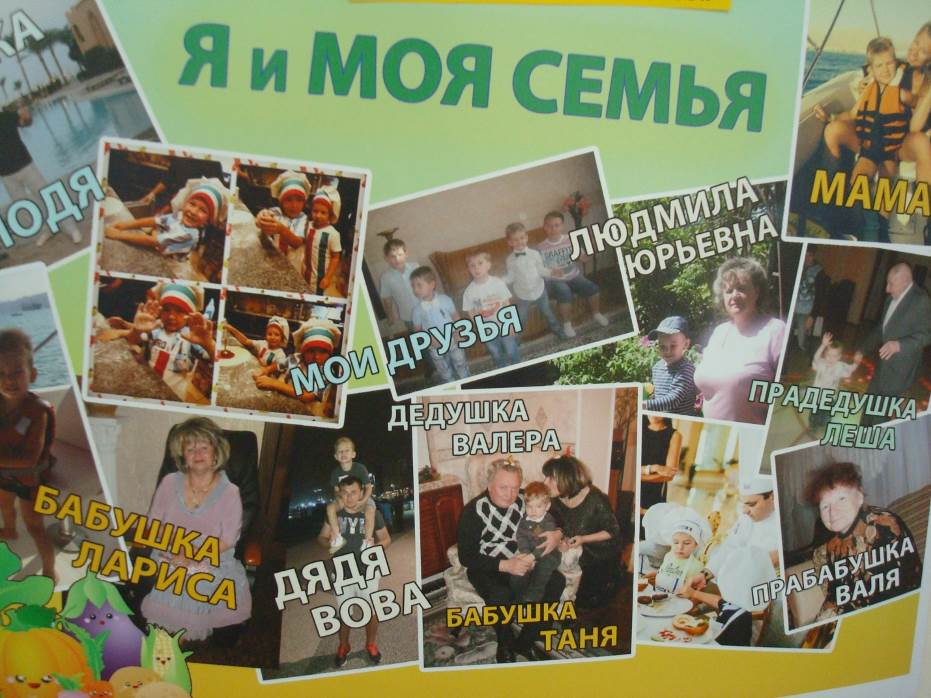 Я и МОЯ СЕМЬЯ
МАМА
ЛЮДМИЛА
ЮРЬЕВНА
МОИ ДРУЗЬЯ
ПРАДЕДУШКА
ЛЕША
ДЕДУШКА
ВАЛЕРА
БАБУШКА
ЛАРИСА
ДЯДЯ
ВОВА
БАБУШКА
ТАНЯ
ПРАБАБУШКА
ВАЛЯ